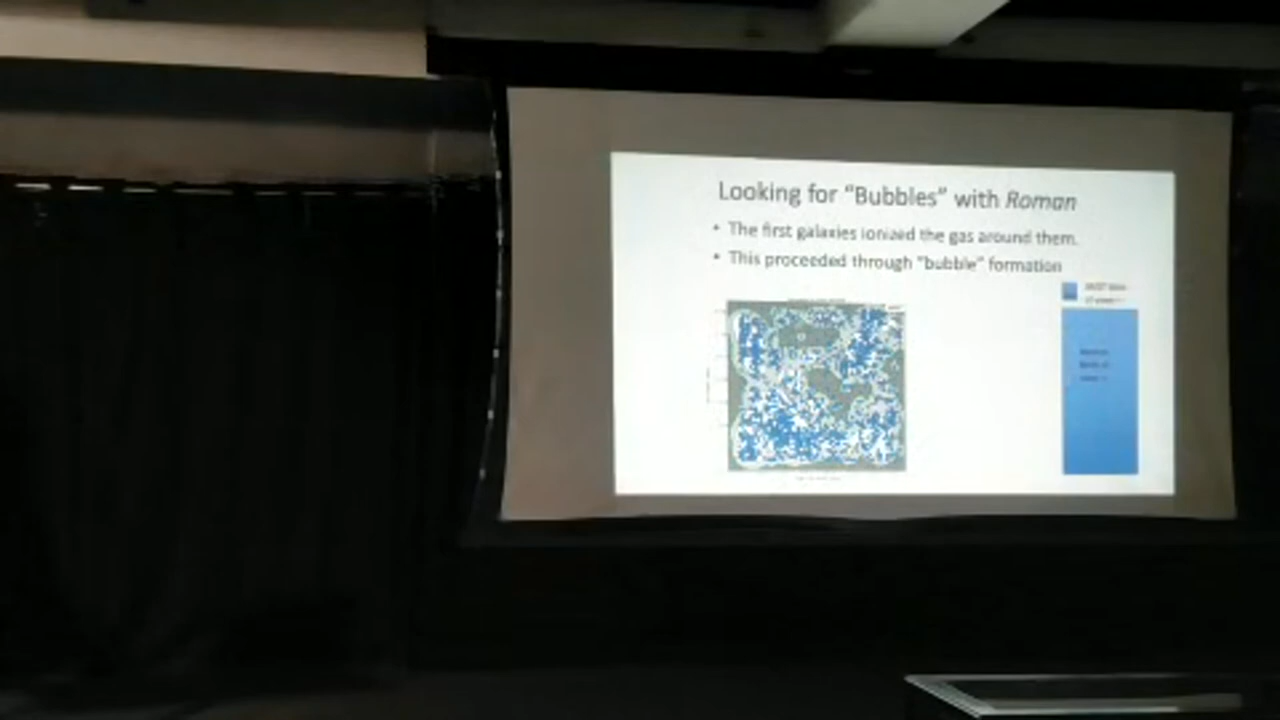 Looking for “Bubbles” with Roman
• The first galaxies ionized the gas around them.
• This proceeded through “bubble” formation